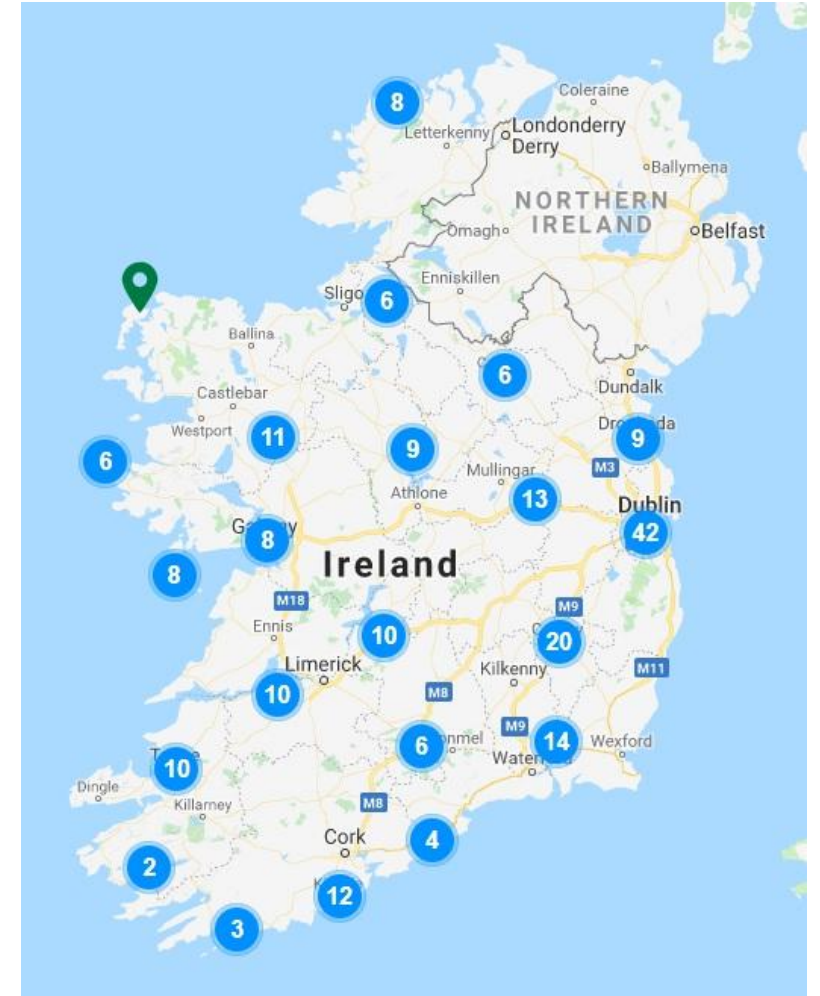 Coleraine
8
Letterkenny
Londonderry
Derry
Ballymena
NORTHERN
IRELAND
Omagh
Belfast
Enniskillen
Sligo
6
Ballina
6
Dundalk
Castlebar
Westport
11
9
9
6
M3
Mullingar
Athlone
13
Dublin
42
8
Ireland
8
M18
M9
Ennis
10
20
Limerick
Kilkenny
M11
10
M8
M9
14
Wexford
6
10
Dingle
Killarney
M8
Cork
4
2
12
3